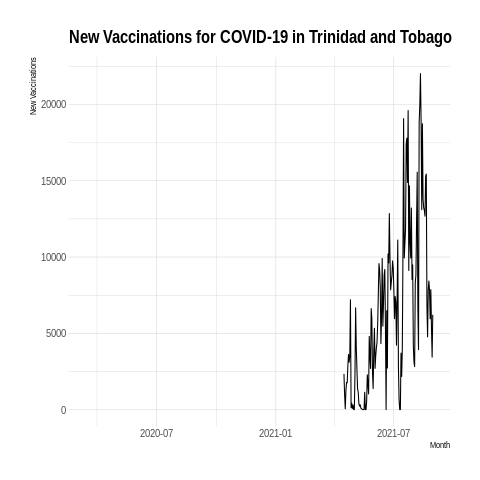 New Vaccinations for COVID-19 in Trinidad and Tobago
New Vaccinations
20000
15000
10000
5000
0
2020-07
2021-01
2021-07
Month